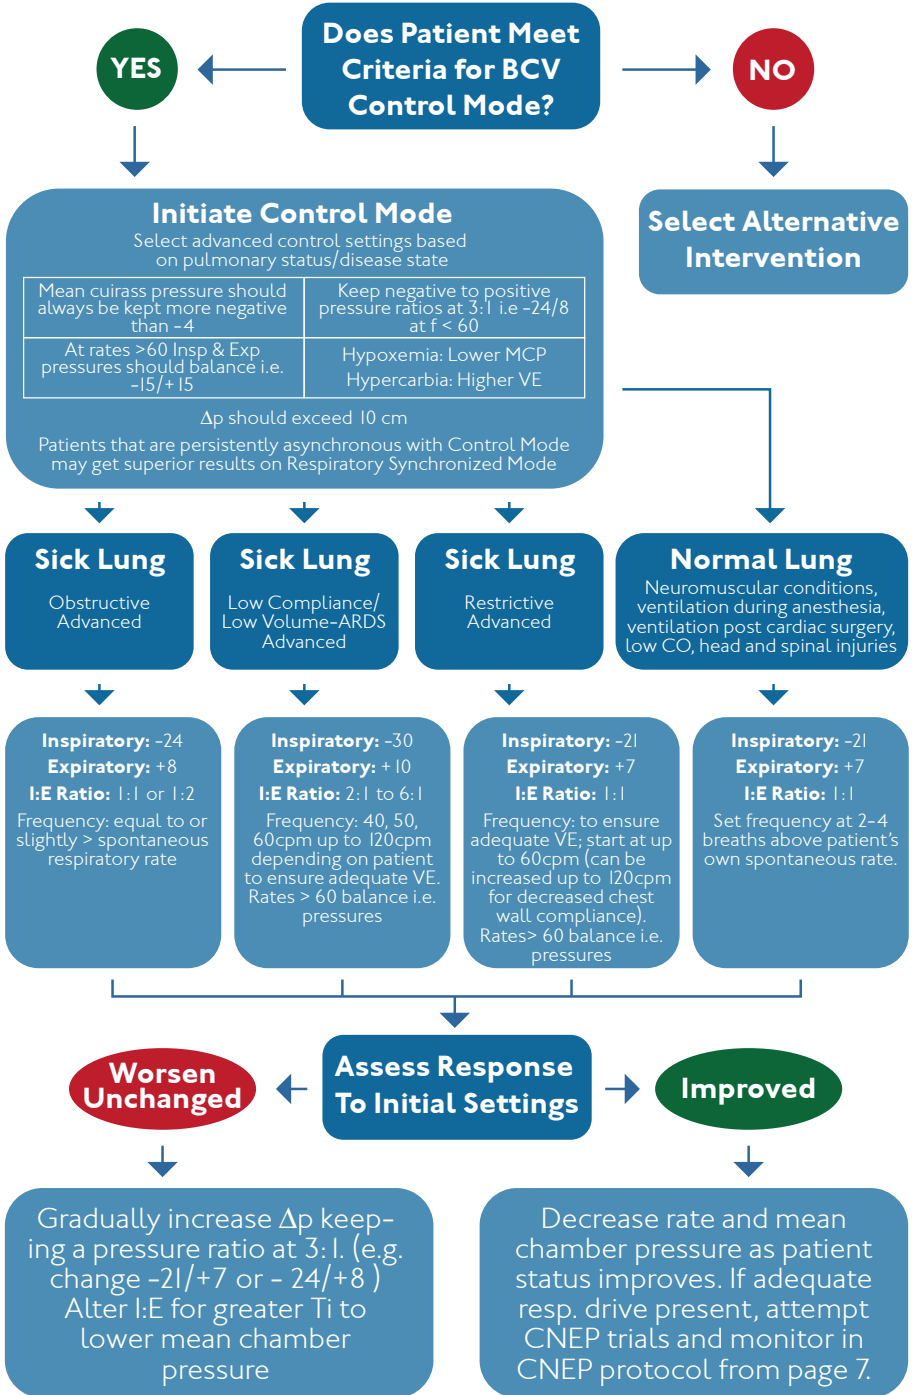 Does Patient Meet
Criteria for BCV
Control Mode?
YES
NO
Initiate Control Mode
Select advanced control settings based
on pulmonary status/disease state
Mean cuirass pressure should
always be kept more negative
than -4
Keep negative to positive
pressure ratios at 3:1 i.e -24/8
at f < 60
At rates >60 Insp & Exp
pressures should balance i.e.
-15/+15
Hypoxemia: Lower MCP
Hypercarbia: Higher VE
Δp should exceed 10 cm
Patients that are persistently asynchronous with Control Mode
may get superior results on Respiratory Synchronized Mode
Select Alternative
Intervention
Sick Lung
Obstructive
Advanced
Sick Lung
Low Compliance/
Low Volume-ARDS
Advanced
Sick Lung
Restrictive
Advanced
Normal Lung
Neuromuscular conditions,
ventilation during anesthesia,
ventilation post cardiac surgery,
low CO, head and spinal injuries
Inspiratory: -24
Expiratory: +8
I:E Ratio: 1:1 or 1:2
Frequency: equal to or
slightly > spontaneous
respiratory rate
Inspiratory: -30
Expiratory: +10
I:E Ratio: 2:1 to 6:1
Frequency: 40, 50,
60cpm up to 120cpm
depending on patient
to ensure adequate VE.
Rates > 60 balance i.e.
pressures
Inspiratory: -21
Expiratory: +7
I:E Ratio: 1:1
Frequency: to ensure
adequate VE; start at up
to 60cpm (can be
increased up to 120cpm
for decreased chest
wall compliance).
Rates> 60 balance i.e.
pressures
Inspiratory: -21
Expiratory: +7
I:E Ratio: 1:1
Set frequency at 2-4
breaths above patient's
own spontaneous rate.
Assess Response
To Initial Settings
Worsen
Unchanged
Improved
Gradually increase Δp keep-
ing a pressure ratio at 3:1. (e.g.
change -21/+7 or - 24/+8 )
Alter I:E for greater Ti to
lower mean chamber
pressure
Decrease rate and mean
chamber pressure as patient
status improves. If adequate
resp. drive present, attempt
CNEP trials and monitor in
CNEP protocol from page 7.